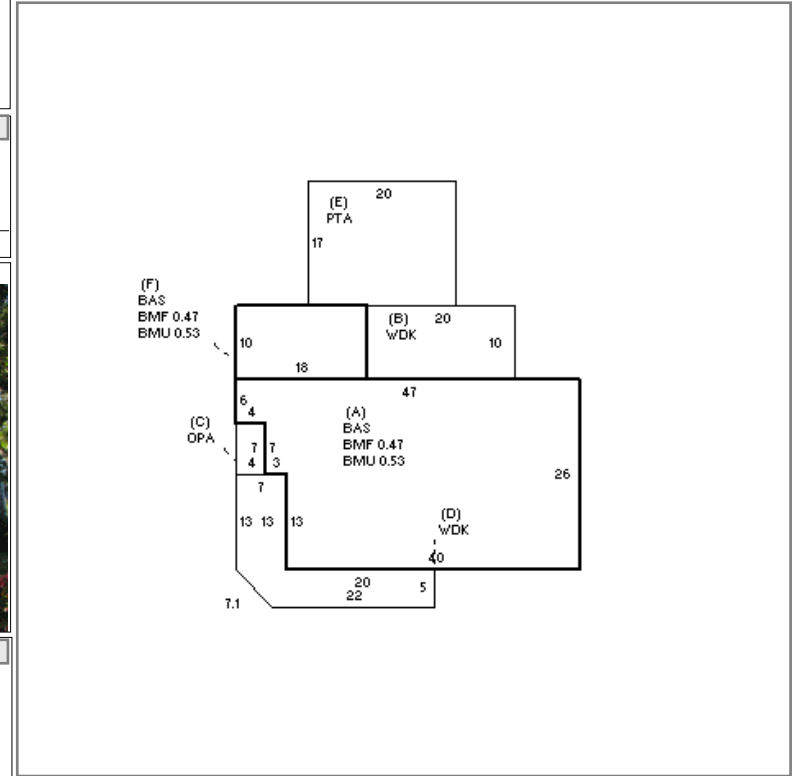 20
(E)
PTA
17
(F)
BAS
BMF 0.47
BMU 0.53
(B)
WDK
20
10
10
18
47
6
4
(A)
BAS
BMF 0.47
BMU 0.53
(C)
OPA
7
4
7
3
26
7
13 13 13
(D)
WDK
40
20
22
5
7.1